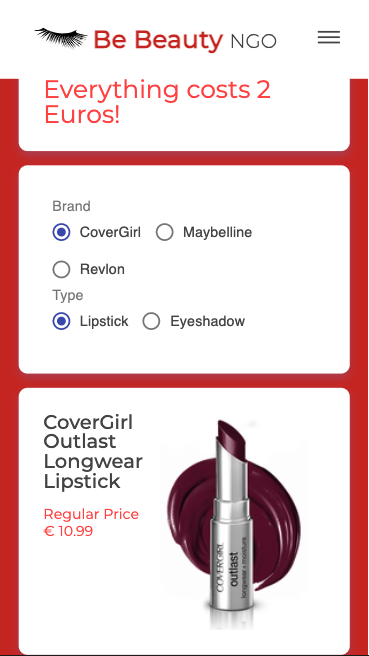 Be Beauty NGO
Everything costs 2
Euros!
Brand
CoverGirl Maybelline
Revlon
Type
Lipstick Eyeshadow
CoverGirl
Outlast
Longwear
Lipstick
Regular Price
€ 10.99
COVERGIRL
outlast
longwear + moisture